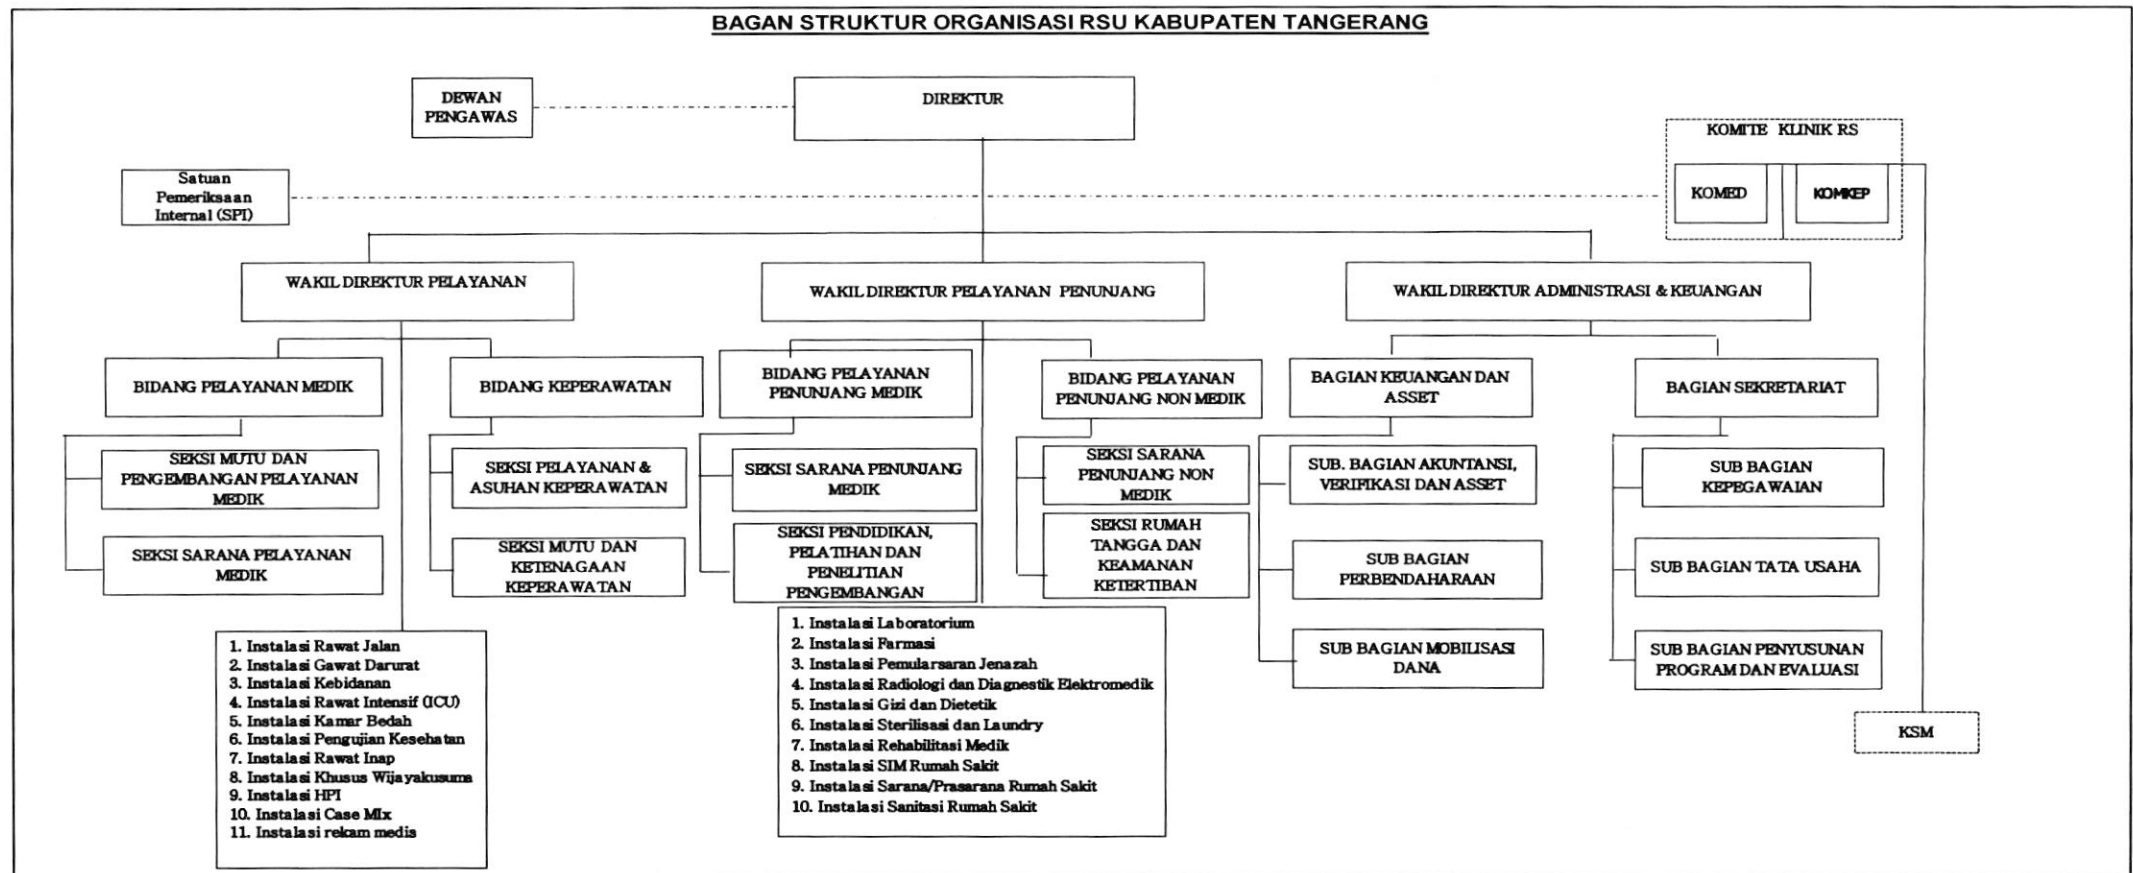 BAGAN STRUKTUR ORGANISASI RSU KABUPATEN TANGERANG
DEWAN
PENGAWAS
DIREKTUR
KOMITE KLINIK RS
KOMED
KOMKEP
Satuan
Pemeriksaan
Internal (SPI)
WAKIL DIREKTUR PELAYANAN
WAKIL DIREKTUR PELAYANAN PENUNJANG
WAKIL DIREKTUR ADMINISTRASI & KEUANGAN
BIDANG PELAYANAN MEDIK
BIDANG KEPERAWATAN
BIDANG PELAYANAN
PENUNJANG MEDIK
BIDANG PELAYANAN
PENUNJANG NON MEDIK
BAGIAN KEUANGAN DAN
ASSET
BAGIAN SEKRETARIAT
SEKSI MUTU DAN
PENGEMBANGAN PELAYANAN
MEDIK
SEKSI PELAYANAN &
ASUHAN KEPERAWATAN
SEKSI SARANA PENUNJANG
MEDIK
SEKSI SARANA
PENUNJANG NON
MEDIK
SUB. BAGIAN AKUNTANSI,
VERIFIKASI DAN ASSET
SUB BAGIAN
KEPEGAWAIAN
SEKSI SARANA PELAYANAN
MEDIK
SEKSI MUTU DAN
KETENAGAAN
KEPERAWATAN
SEKSI PENDIDIKAN,
PELATIHAN DAN
PENELITIAN
PENGEMBANGAN
SEKSI RUMAH
TANGGA DAN
KEAMANAN
KETERTIBAN
SUB BAGIAN
PERBENDAHARAAN
SUB BAGIAN TATA USAHA
SUB BAGIAN MOBILISASI
DANA
SUB BAGIAN PENYUSUNAN
PROGRAM DAN EVALUASI
1. Instalasi Rawat Jalan
2. Instalasi Gawat Darurat
3. Instalasi Kebidanan
4. Instalasi Rawat Intensif (ICU)
5. Instalasi Kamar Bedah
6. Instalasi Pengujian Kesehatan
7. Instalasi Rawat Inap
8. Instalasi Khusus Wijayakusuma
9. Instalasi HPI
10. Instalasi Case MIx
11. Instalasi rekam medis
1. Instalasi Laboratorium
2. Instalasi Farmasi
3. Instalasi Pemularsaran Jenazah
4. Instalasi Radiologi dan Diagnestik Elektromedik
5. Instalasi Gizi dan Dietetik
6. Instalasi Sterilisasi dan Laundry
7. Instalasi Rehabilitasi Medik
8. Instalasi SIM Rumah Sakit
9. Instalasi Sarana/Prasarana Rumah Sakit
10. Instalasi Sanitasi Rumah Sakit
KSM